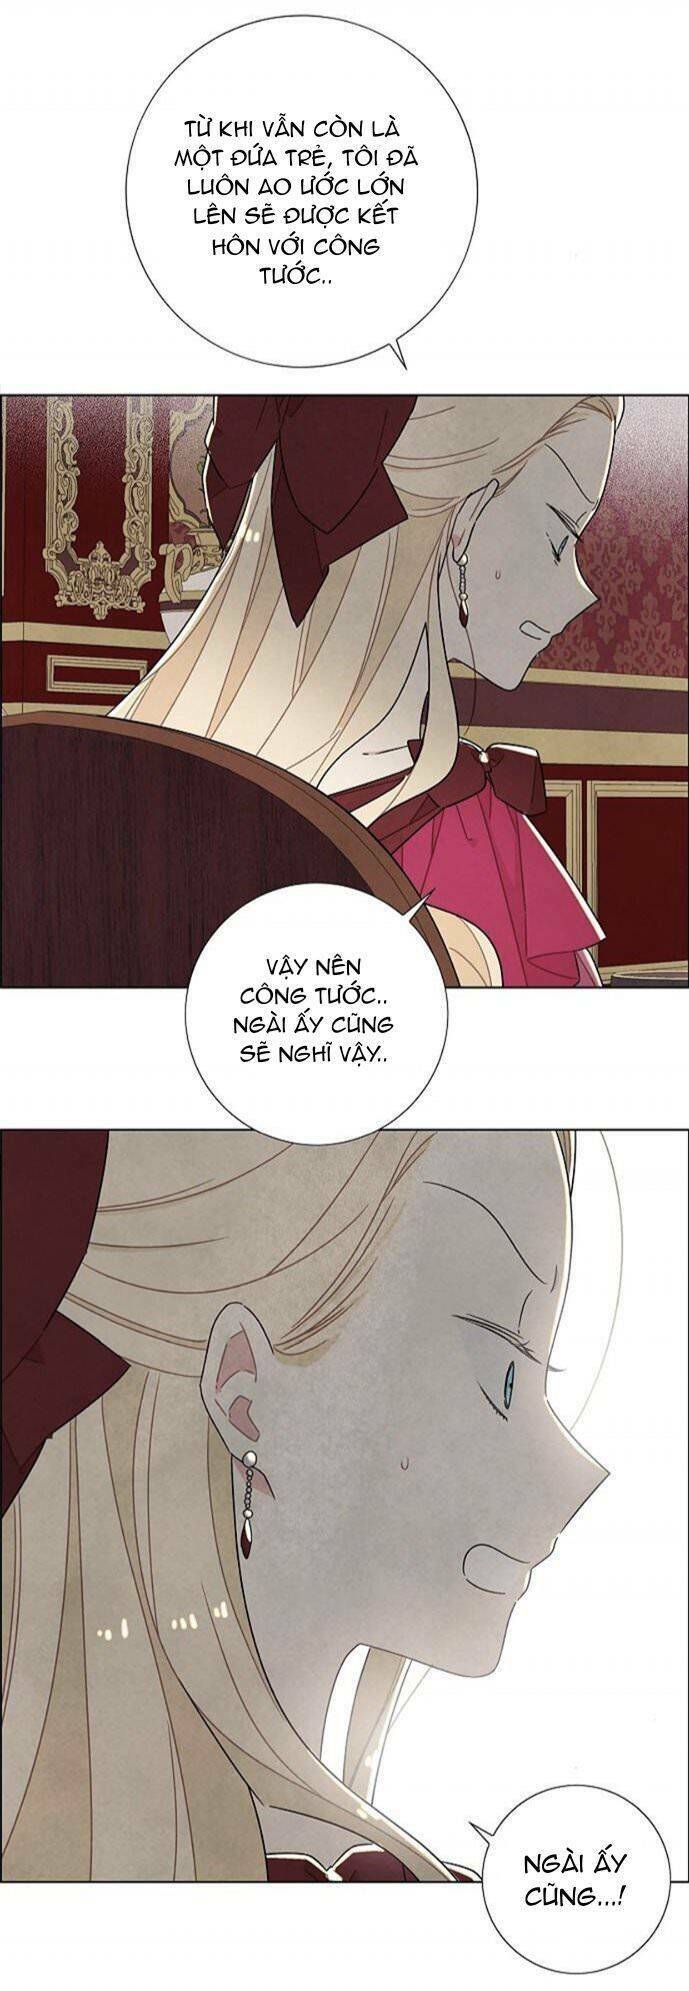 TỪ KHI VẪN CÒN LÀ
MỘT ĐỨA TRẺ, TÔI ĐÃ
LUÔN AO ƯỚC LỚN
LÊN SẼ ĐƯỢC KẾT
HÔN VỚI CÔNG
TƯỚC..
VẬY NÊN
CÔNG TƯỚC..
NGÀI ẤY CŨNG
SẼ NGHĨ VẬY..
NGÀI ẤY
CŨNG...!